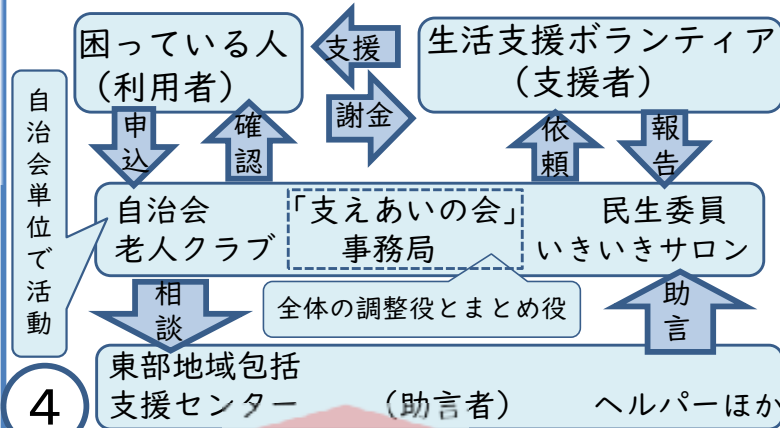 困っている人
(利用者)
支援
謝金
生活支援ボランティア
(支援者)
自治会単位で活動
申込
確認
依頼
報告
自治会
老人クラブ
「支えあいの会」
事務局
民生委員
いきいきサロン
相談
全体の調整役とまとめ役
助言
東部地域包括
支援センター
(助言者)
ヘルパーほか
4